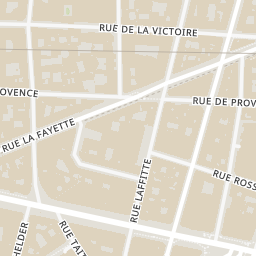 RUE DE LA VICTOIRE
OVENCE
RUE DE PROV
RUE LA FAYETTE
RUE LAFFITTE
RUE ROSS
RUE TAIT
HELDER